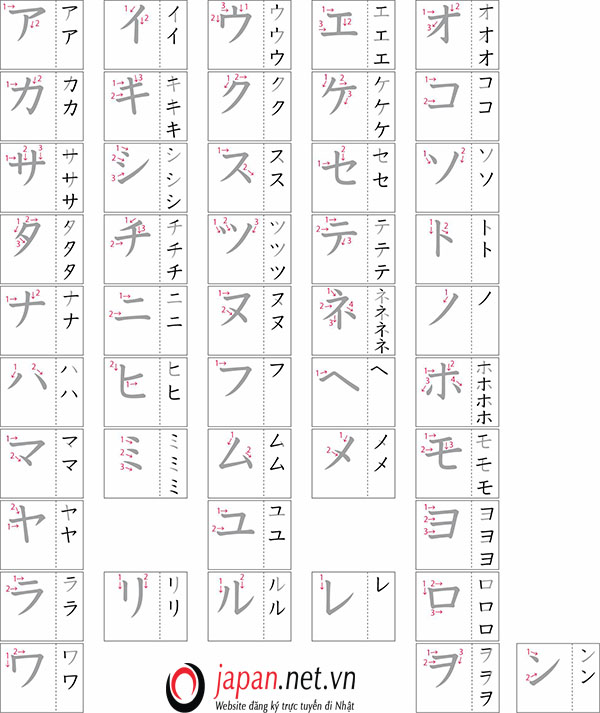 ア ア ア イ イ イ ウ ウ ウ ウ エ エ エ エ オ オ オ オ
カ カ カ キ キ キ キ ク ク ク ケ ケ ケ ケ コ コ コ
サ サ サ サ シ シ シ シ ス ス ス セ セ セ ソ ソ ソ
タ タ タ タ チ チ チ チ ツ ツ ツ ツ テ テ テ テ ト ト ト
ナ ナ ナ ニ ニ ニ ヌ ヌ ヌ ネ ネ ネ ネ ネ ノ ノ
ハ ハ ハ ヒ ヒ ヒ フ フ ヘ ヘ ホ ホ ホ ホ ホ
マ マ マ ミ ミ ミ ミ ム ム ム メ メ メ モ モ モ モ
ヤ ヤ ヤ ユ ユ ユ ヨ ヨ ヨ ヨ
ラ ラ ラ リ リ リ ル ル ル レ レ ロ ロ ロ ロ
ワ ワ ワ ヲ ヲ ヲ ヲ ン ン ン
japan.net.vn
Website đăng ký trực tuyến đi Nhật